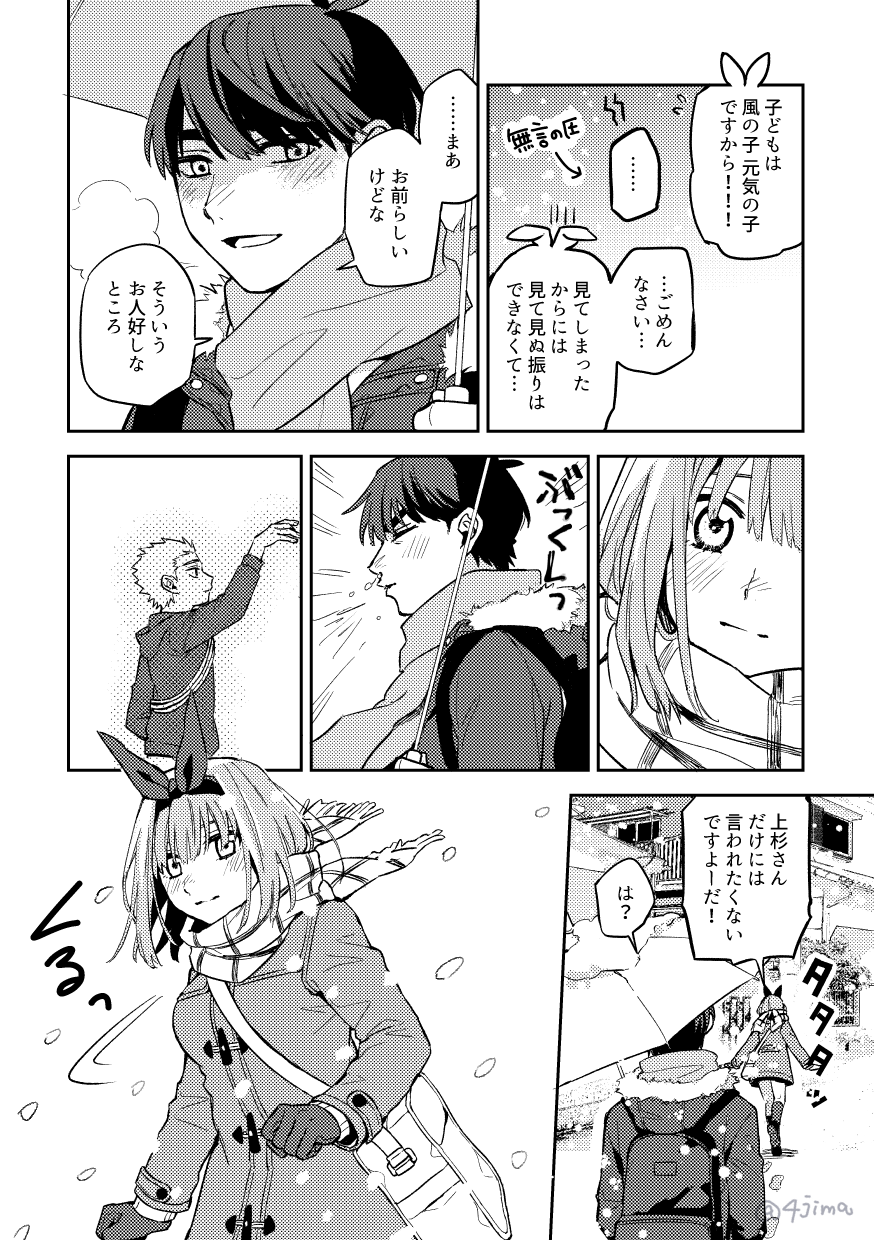 子どもは
風の子 元気の子
ですから！！！
……
無言の圧
…ごめん
なさい…
見てしまった
からには
見て見ぬ振りは
できなくて…
……まあ
お前らしい
けどな
そういう
お人好しな
ところ
ぶぇっくしっ
上杉さん
だけには
言われたくない
ですよーだ！
は？
タタタッ
くるっ
@4jima